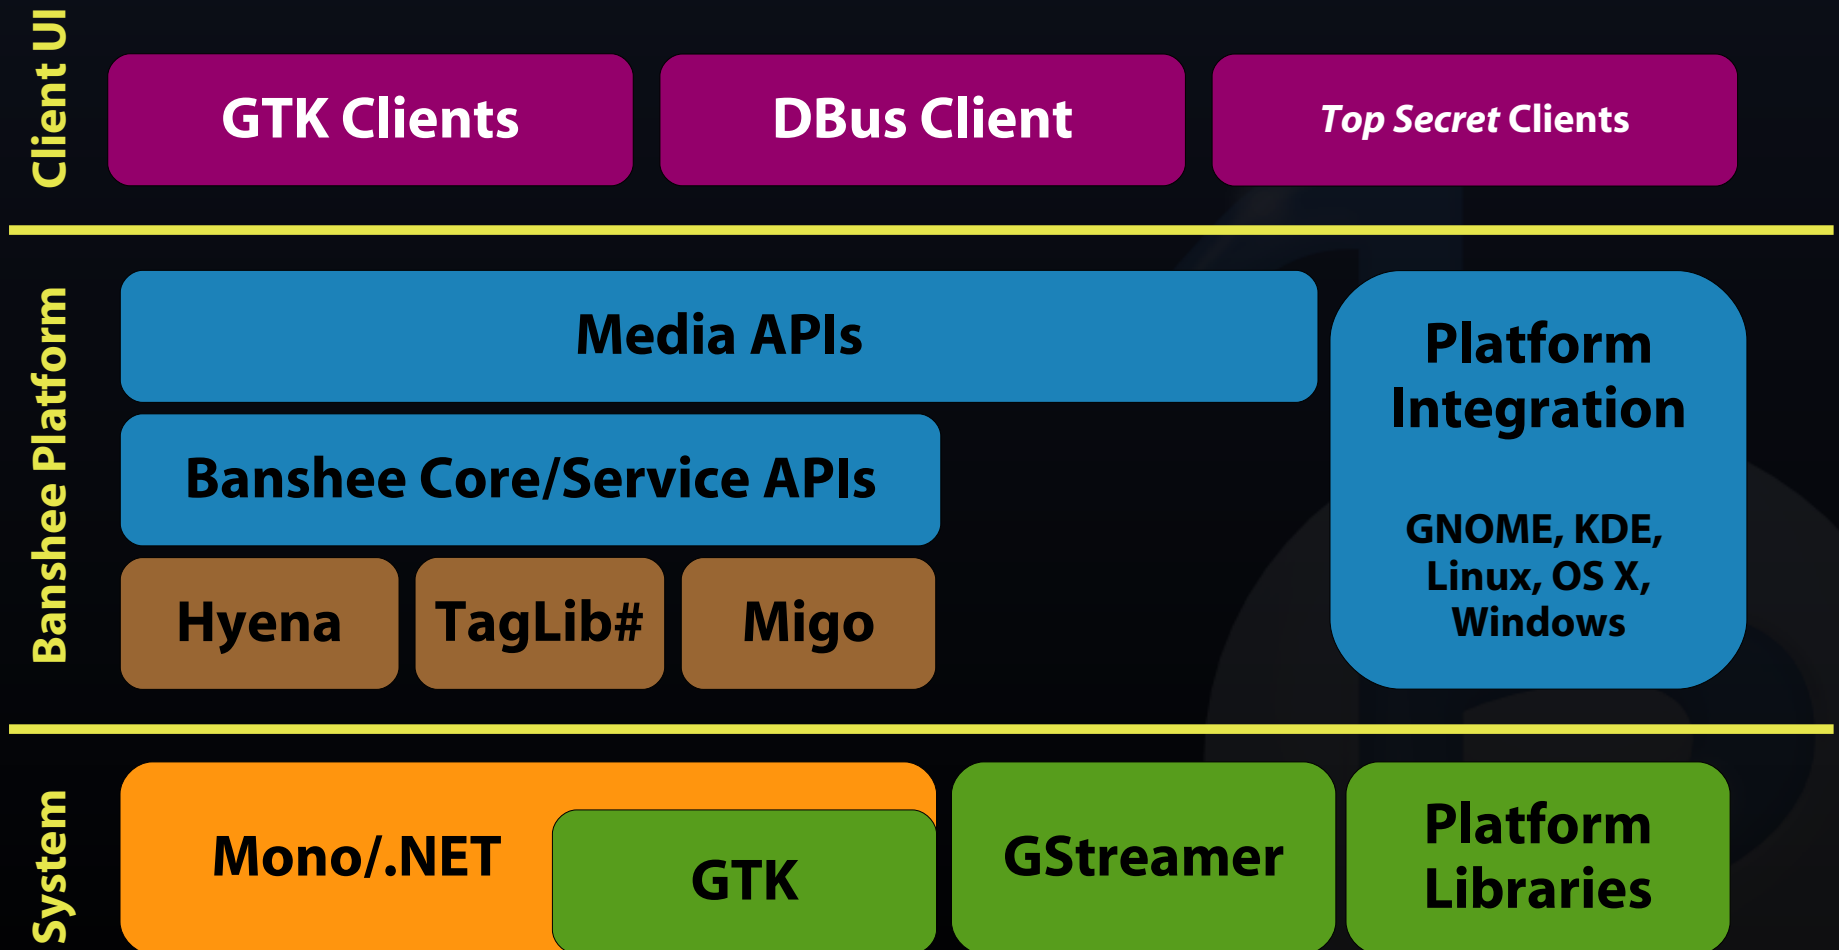 Client UI
GTK Clients
DBus Client
Top Secret Clients
Banshee Platform
Media APIs
Banshee Core/Service APIs
Hyena
TagLib#
Migo
Platform
Integration
GNOME, KDE,
Linux, OS X,
Windows
System
Mono/.NET
GTK
GStreamer
Platform
Libraries